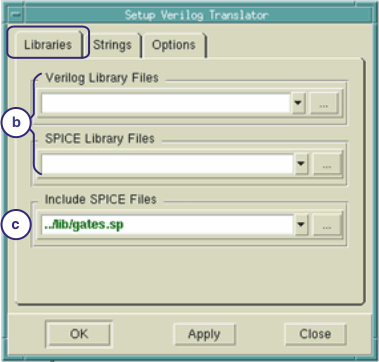 Setup Verilog Translator
Libraries Strings Options
Verilog Library Files
...
b
SPICE Library Files
...
Include SPICE Files
c
../lib/gates.sp ...
OK Apply Close